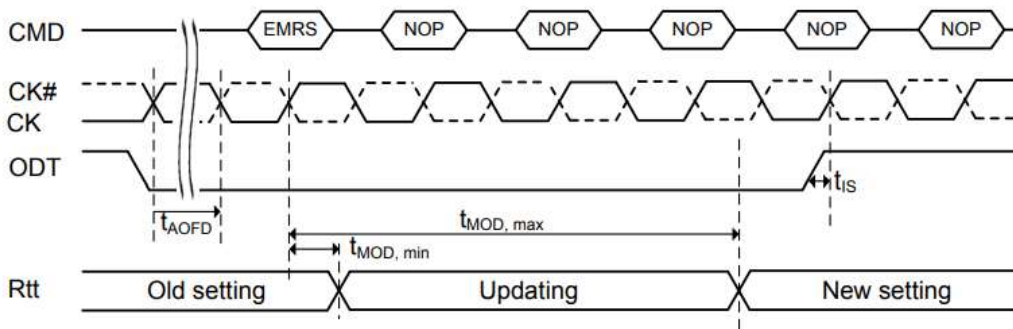 CMD EMRS NOP NOP NOP NOP NOP
CK#
CK
ODT
tIS
tAOFD
tMOD, max
tMOD, min
Rtt Old setting Updating New setting